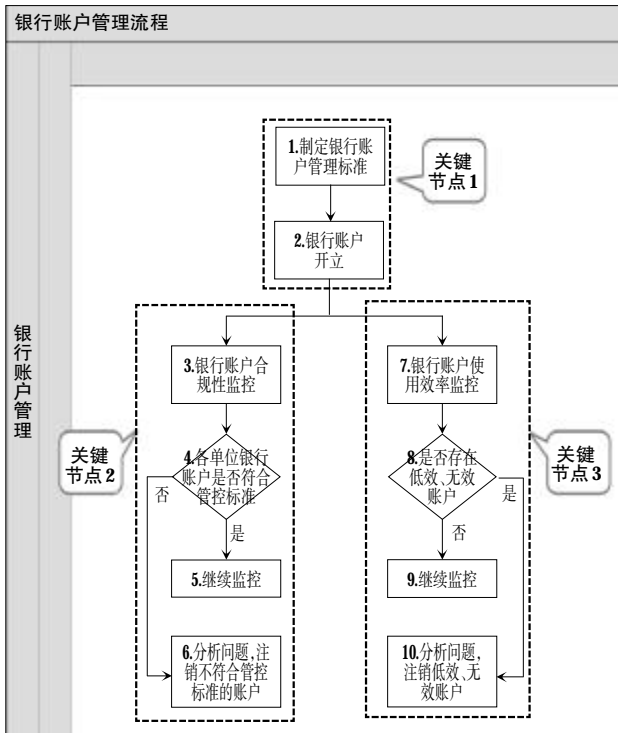 银行账户管理流程
银行账户管理
1.制定银行账
户管理标准
关键
节点1
2.银行账户
开立
3.银行账户合
规性监控
关键
节点2
4.各单位银行
账户是否符合
管控标准
否
是
5.继续监控
6.分析问题,注
销不符合管控
标准的账户
7.银行账户使
用效率监控
8.是否存在
低效、无效
账户
关键
节点3
是
否
9.继续监控
10.分析问题,
注销低效、无
效账户